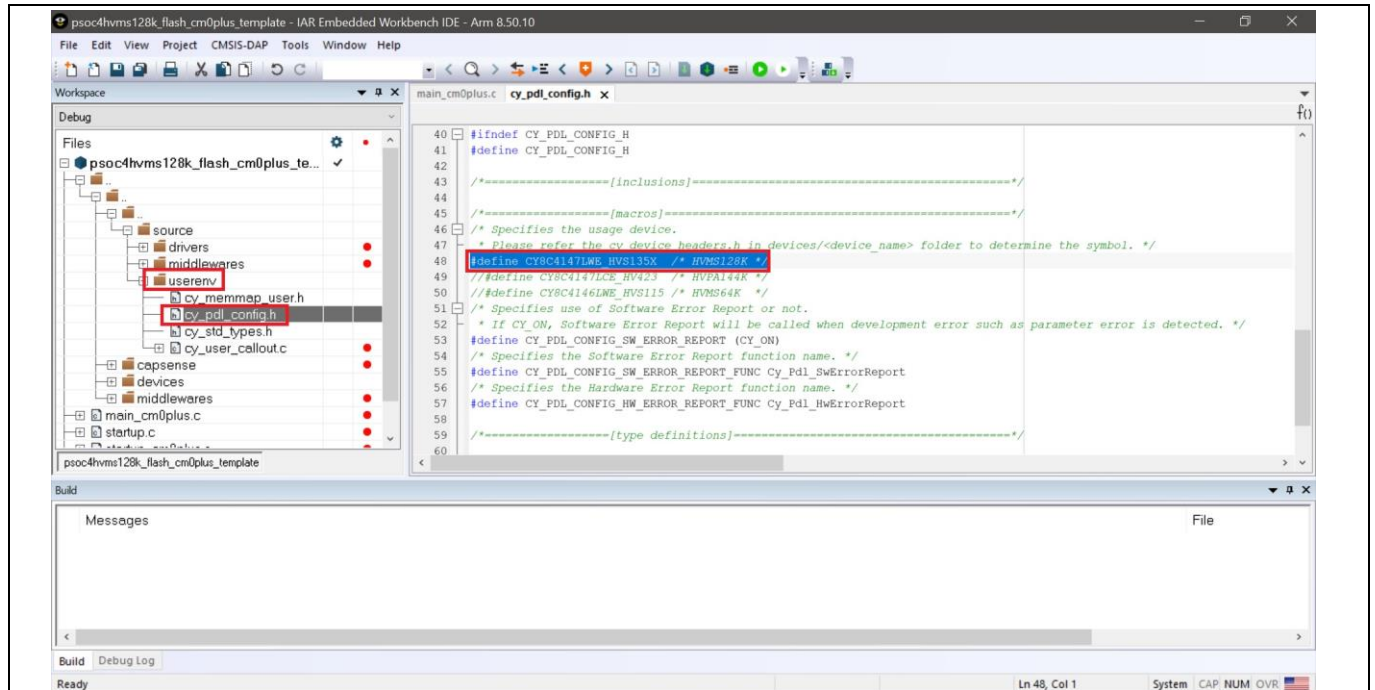 psoc4hvms128k_flash_cm0plus_template - IAR Embedded Workbench IDE - Arm 8.50.10
File Edit View Project CMSIS-DAP Tools Window Help
Workspace
Debug
Files
psoc4hvms128k_flash_cm0plus_te...
..
..
..
source
drivers
middlewares
userenv
cy_memmap_user.h
cy_pdl_config.h
cy_std_types.h
cy_user_callout.c
capsense
devices
middlewares
main_cm0plus.c
startup.c
psoc4hvms128k_flash_cm0plus_template
main_cm0plus.c cy_pdl_config.h x
f()
40 #ifndef CY_PDL_CONFIG_H
41 #define CY_PDL_CONFIG_H
42
43 /*==================[inclusions]==============================================*/
44
45 /*==================[macros]==================================================*/
46 /* Specifies the usage device.
47 * Please refer the cy_device_headers.h in devices/<device_name> folder to determine the symbol. */
48 #define CY8C4147LWE_HVS135X /* HVMS128K */
49 //#define CY8C4147LCE_HV423 /* HVPA144K */
50 //#define CY8C4146LWE_HVS115 /* HVMS64K */
51 /* Specifies use of Software Error Report or not.
52 * If CY_ON, Software Error Report will be called when development error such as parameter error is detected. */
53 #define CY_PDL_CONFIG_SW_ERROR_REPORT (CY_ON)
54 /* Specifies the Software Error Report function name. */
55 #define CY_PDL_CONFIG_SW_ERROR_REPORT_FUNC Cy_Pdl_SwErrorReport
56 /* Specifies the Hardware Error Report function name. */
57 #define CY_PDL_CONFIG_HW_ERROR_REPORT_FUNC Cy_Pdl_HwErrorReport
58
59 /*==================[type definitions]========================================*/
60
Build
Messages File
Build Debug Log
Ready Ln 48, Col 1 System CAP NUM OVR